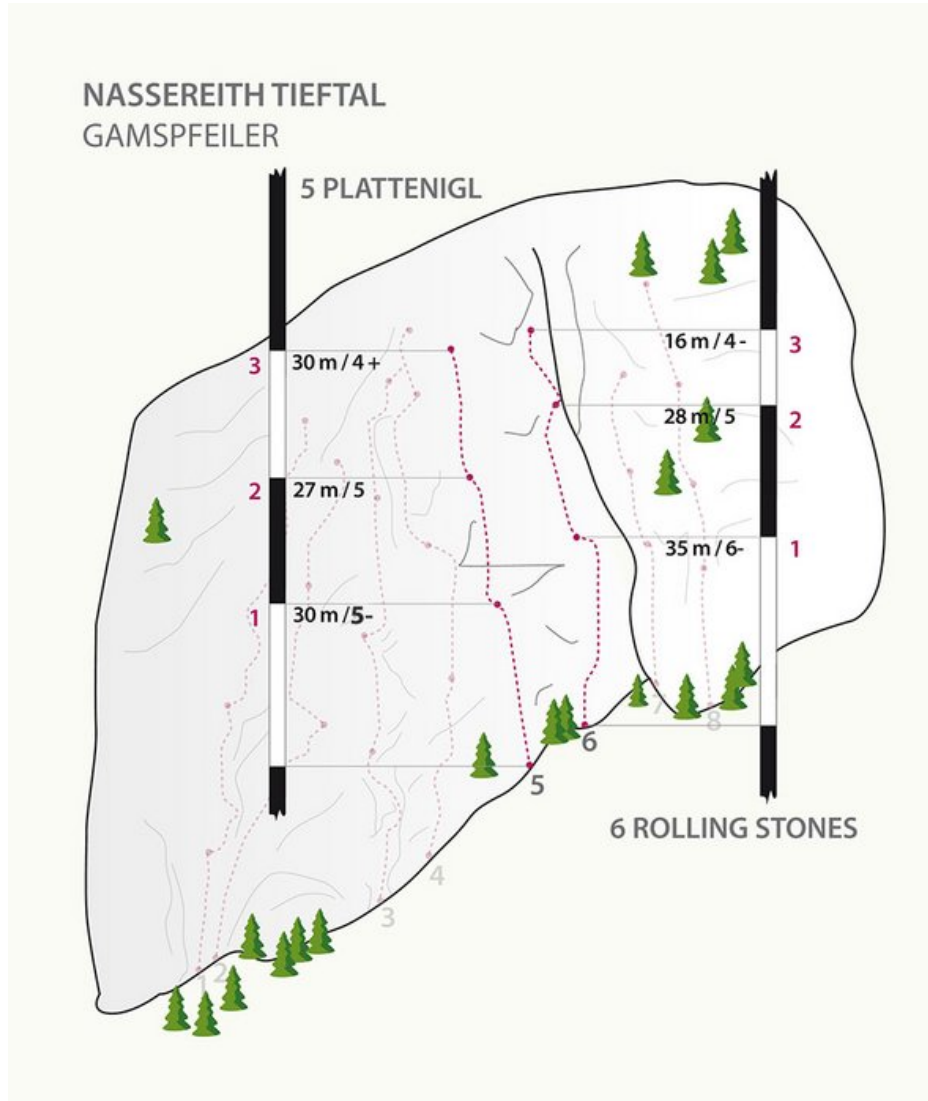 NASSEREITH TIEFTAL
GAMSPFEILER
5 PLATTENIGL
3
30 m / 4 +
2
27 m / 5
1
30 m / 5-
16 m / 4 -
3
28 m / 5
2
35 m / 6-
1
7
8
6
5
6 ROLLING STONES
4
3
2
1